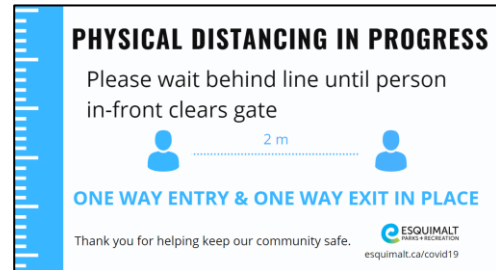 PHYSICAL DISTANCING IN PROGRESS
Please wait behind line until person
in-front clears gate
2 m
ONE WAY ENTRY & ONE WAY EXIT IN PLACE
Thank you for helping keep our community safe.
ESQUIMALT
PARKS + RECREATION
esquimalt.ca/covid19